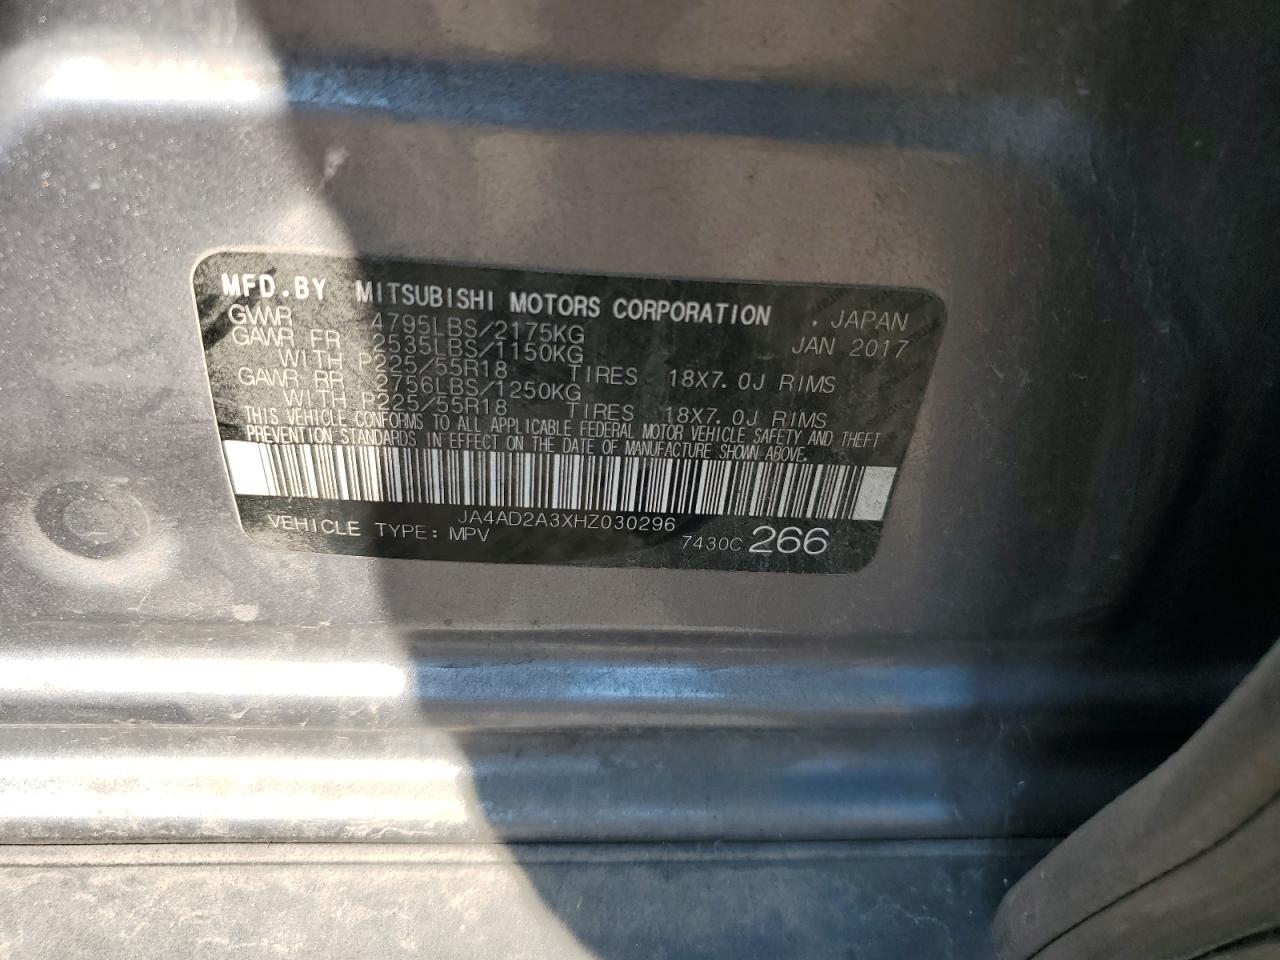 MFD.BY MITSUBISHI MOTORS CORPORATION , JAPAN
GVWR 4795LBS/2175KG JAN 2017
GAWR FR 2535LBS/1150KG
WITH P225/55R18 TIRES 18X7.0J RIMS
GAWR RR 2756LBS/1250KG
WITH P225/55R18 TIRES 18X7.0J RIMS
THIS VEHICLE CONFORMS TO ALL APPLICABLE FEDERAL MOTOR VEHICLE SAFETY AND THEFT
PREVENTION STANDARDS IN EFFECT ON THE DATE OF MANUFACTURE SHOWN ABOVE.
JA4AD2A3XHZ030296
VEHICLE TYPE: MPV 7430C 266